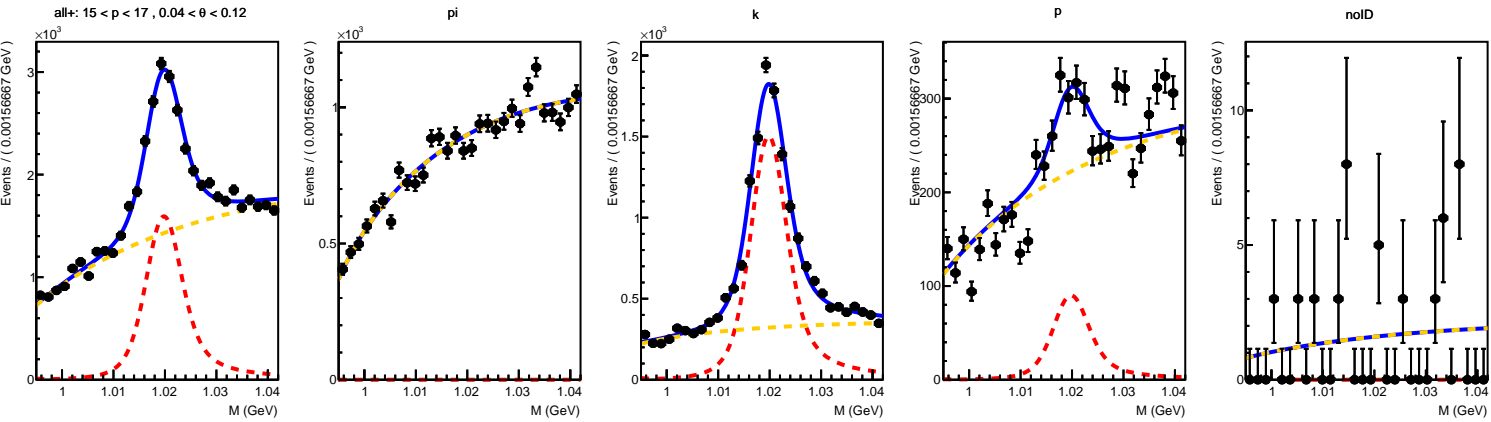 all+: 15 < p < 17 , 0.04 < θ < 0.12
×10³
Events / ( 0.00156667 GeV )
3
2
1
0
1 1.01 1.02 1.03 1.04
M (GeV)
pi
×10³
Events / ( 0.00156667 GeV )
1
0.5
0
1 1.01 1.02 1.03 1.04
M (GeV)
k
×10³
Events / ( 0.00156667 GeV )
2
1.5
1
0.5
0
1 1.01 1.02 1.03 1.04
M (GeV)
p
Events / ( 0.00156667 GeV )
300
200
100
0
1 1.01 1.02 1.03 1.04
M (GeV)
noID
Events / ( 0.00156667 GeV )
10
5
0
1 1.01 1.02 1.03 1.04
M (GeV)